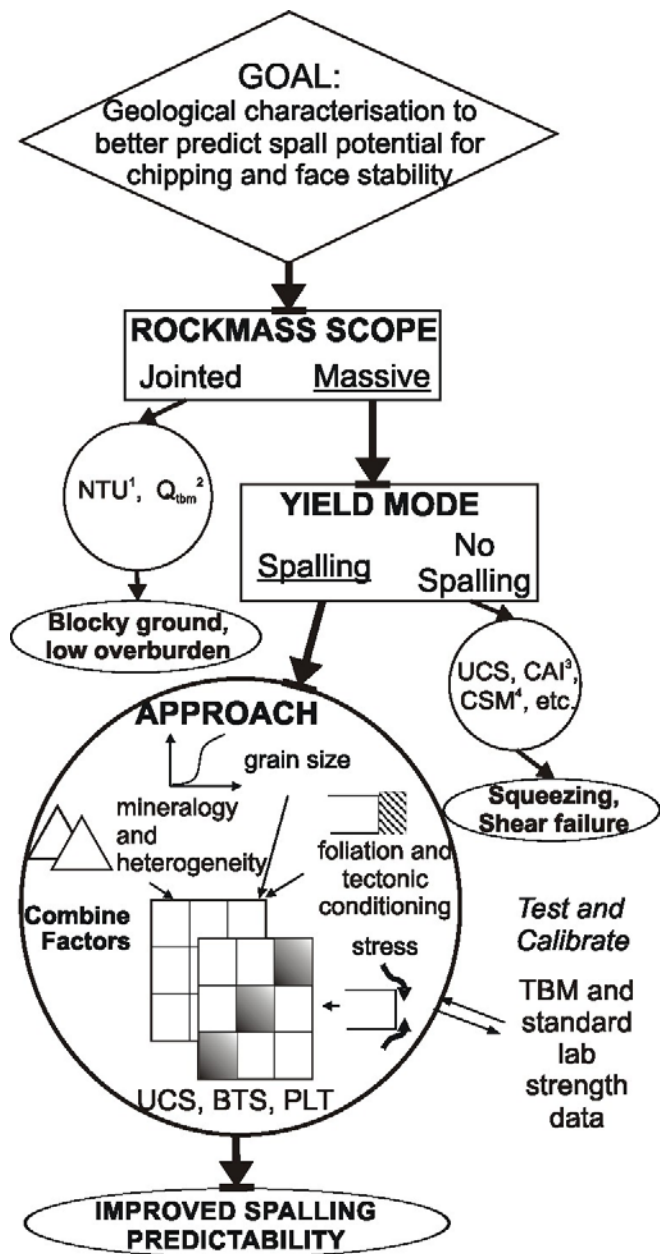 GOAL:
Geological characterisation to
better predict spall potential for
chipping and face stability
ROCKMASS SCOPE
Jointed Massive
NTU¹, Qtbm²
Blocky ground,
low overburden
YIELD MODE
Spalling
No
Spalling
UCS, CAI³,
CSM⁴, etc.
Squeezing,
Shear failure
APPROACH
grain size
mineralogy
and
heterogeneity
foliation and
tectonic
conditioning
Combine
Factors
stress
UCS, BTS, PLT
Test and
Calibrate
TBM and
standard
lab
strength
data
IMPROVED SPALLING
PREDICTABILITY